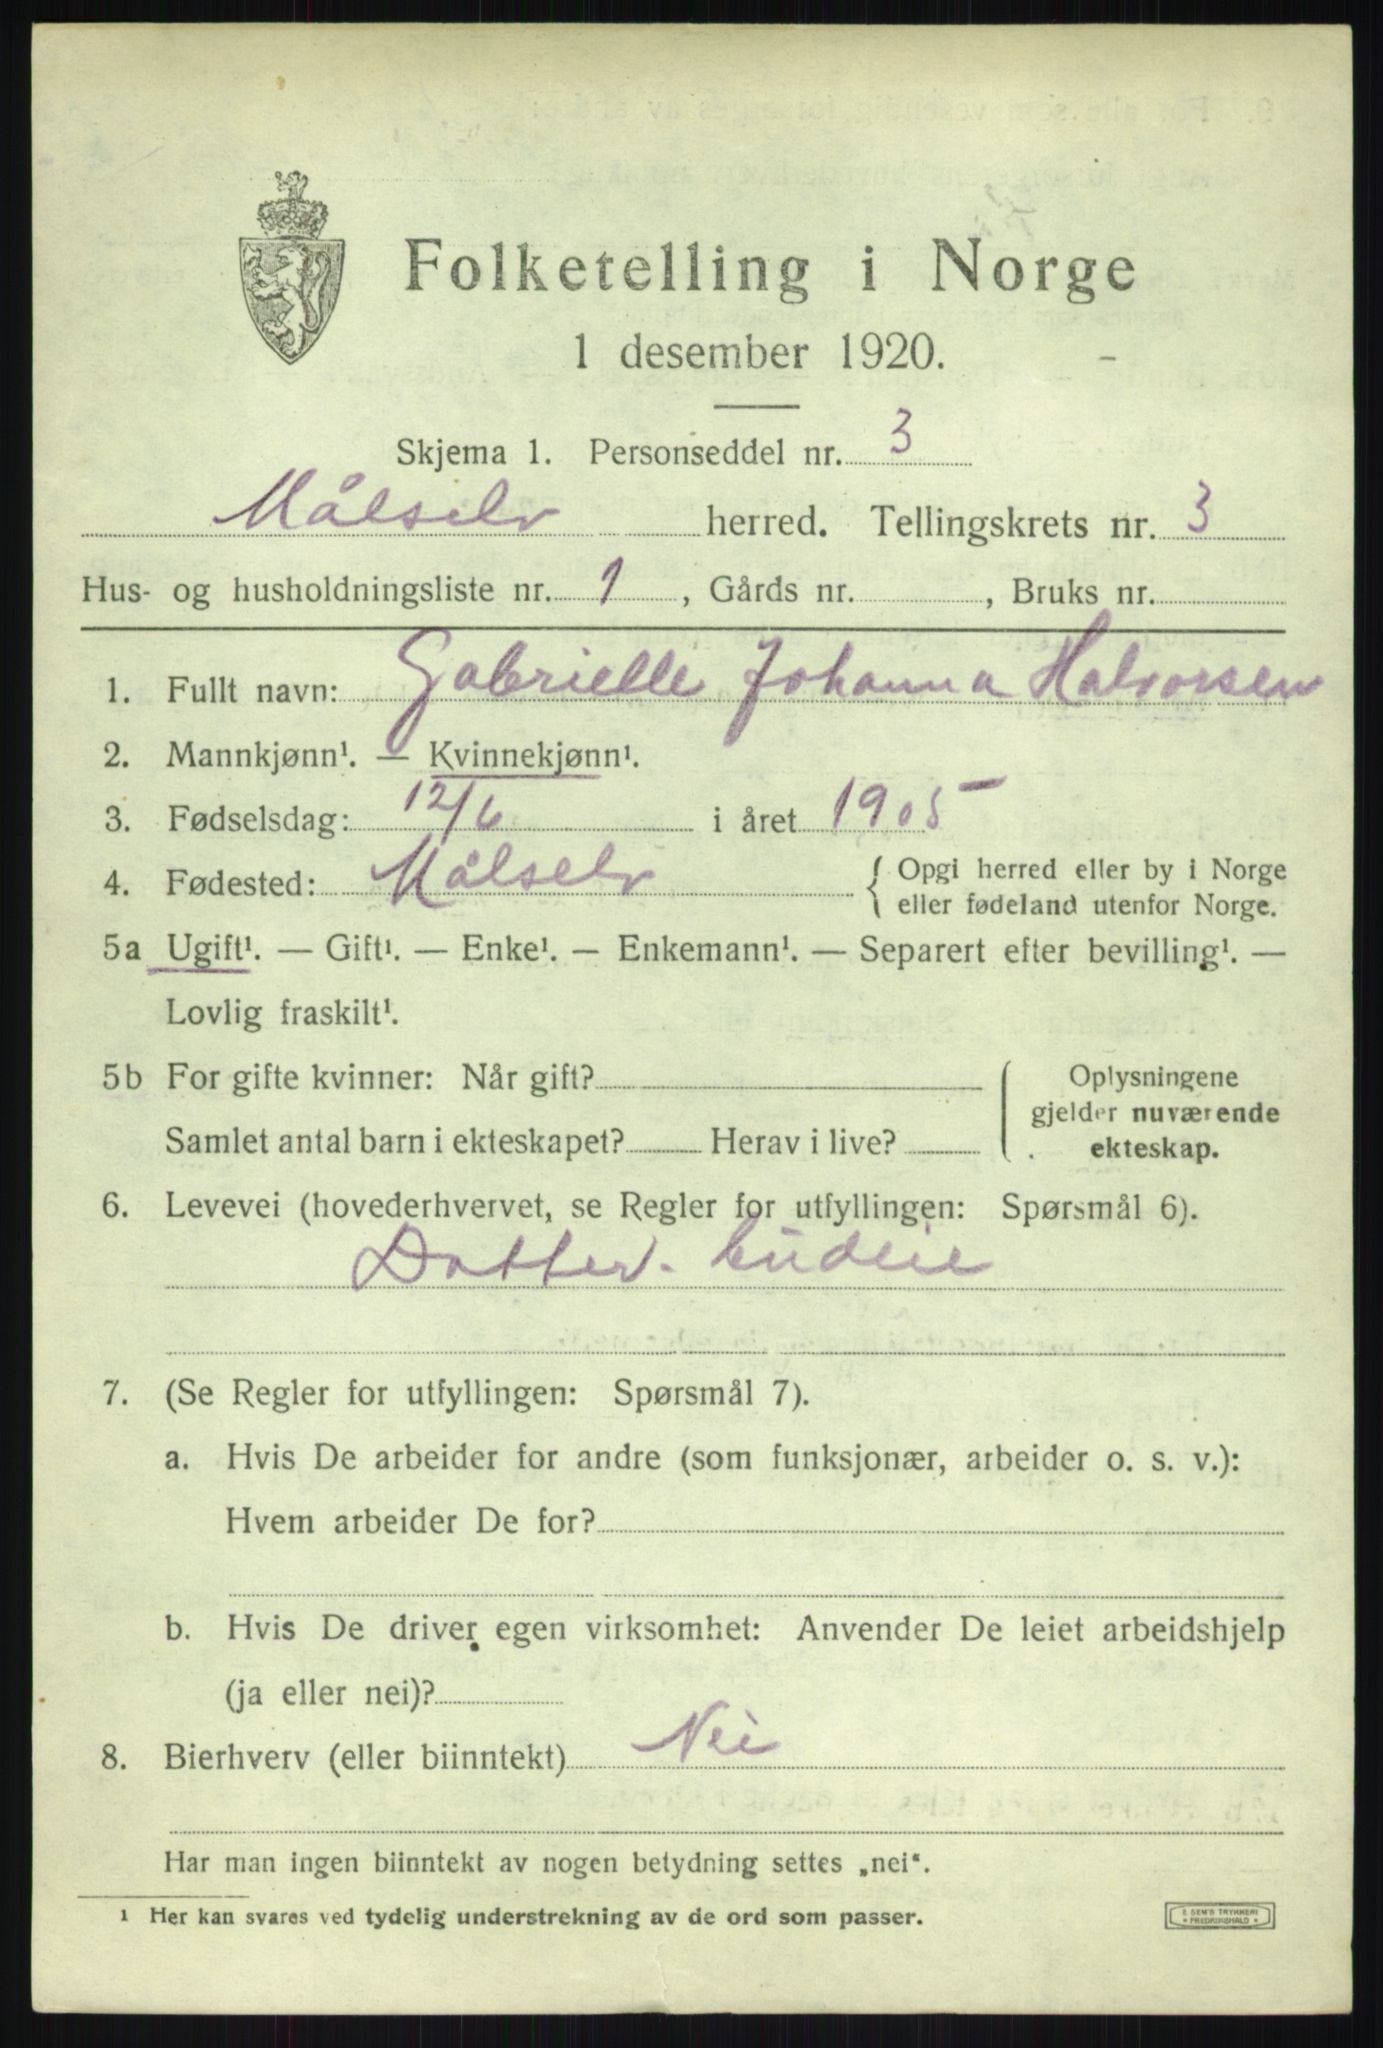 Folketelling i Norge
1 desember 1920.
Skjema 1. Personseddel nr. 3
Målselv herred. Tellingskrets nr. 3
Hus- og husholdningsliste nr. 1, Gårds nr. , Bruks nr.
1. Fullt navn: Gabrielle Johanna Halvorsen
2. Mannkjønn¹. — Kvinnekjønn¹.
3. Fødselsdag: 12/6 i året 1905
4. Fødested: Målselv { Opgi herred eller by i Norge
eller fødeland utenfor Norge.
5a Ugift¹. — Gift¹. — Enke¹. — Enkemann¹. — Separert efter bevilling¹. —
Lovlig fraskilt¹.
5b For gifte kvinner: Når gift? ( Oplysningene
gjelder nuværende
Samlet antal barn i ekteskapet? Herav i live? ekteskap.
6. Levevei (hovederhvervet, se Regler for utfyllingen: Spørsmål 6).
Datter.
7. (Se Regler for utfyllingen: Spørsmål 7).
a. Hvis De arbeider for andre (som funksjonær, arbeider o. s. v.):
Hvem arbeider De for?
b. Hvis De driver egen virksomhet: Anvender De leiet arbeidshjelp
(ja eller nei)?
8. Bierhverv (eller biinntekt) Nei
Har man ingen biinntekt av nogen betydning settes „nei“.
¹ Her kan svares ved tydelig understrekning av de ord som passer.
E SEM'S TRYKKERI
FREDRIKSHALD